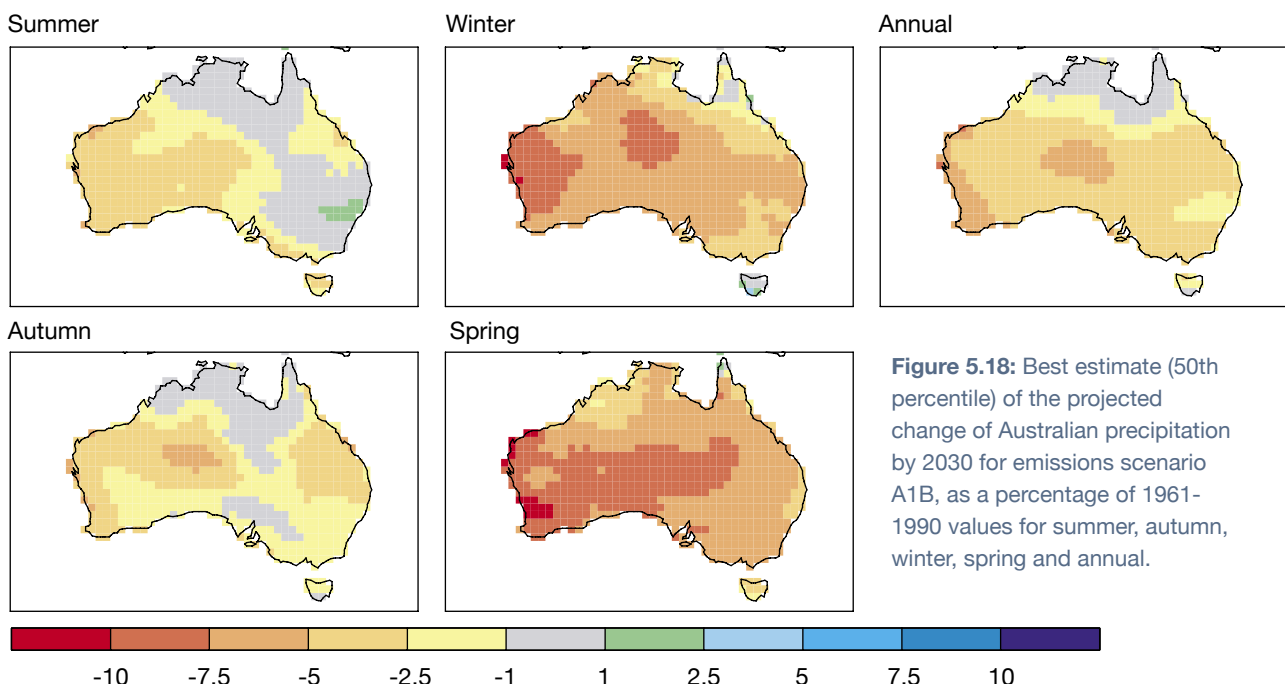 Summer
Winter
Annual
Autumn
Spring
Figure 5.18: Best estimate (50th
percentile) of the projected
change of Australian precipitation
by 2030 for emissions scenario
A1B, as a percentage of 1961-
1990 values for summer, autumn,
winter, spring and annual.
-10 -7.5 -5 -2.5 -1 1 2.5 5 7.5 10